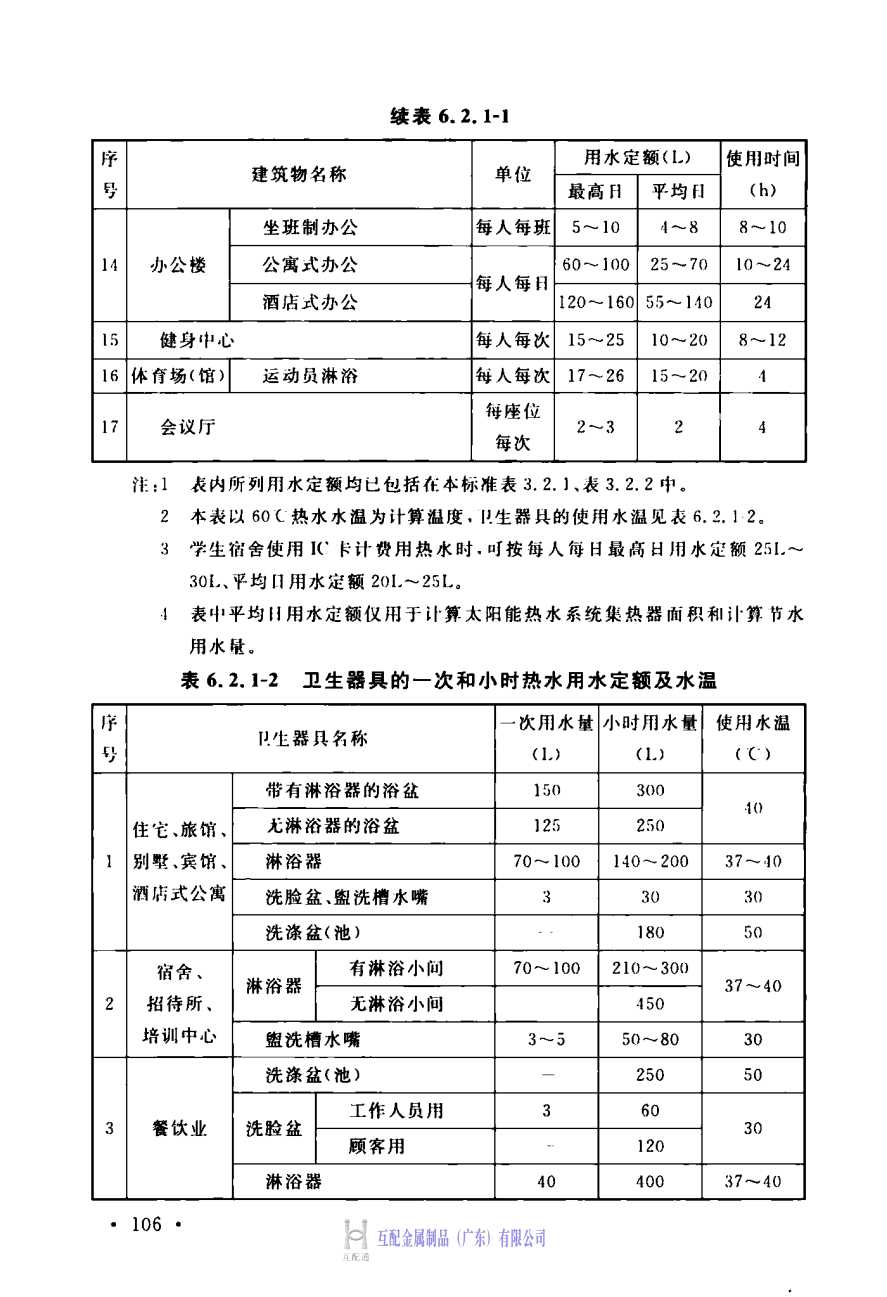 续表 6.2.1-1
序号 建筑物名称 单位 用水定额(L) 使用时间(h)
最高日 平均日
14 办公楼 坐班制办公 每人每班 5～10 4～8 8～10
公寓式办公 每人每日 60～100 25～70 10～24
酒店式办公 120～160 55～140 24
15 健身中心 每人每次 15～25 10～20 8～12
16 体育场(馆) 运动员淋浴 每人每次 17～26 15～20 4
17 会议厅 每座位每次 2～3 2 4
注:1 表内所列用水定额均已包括在本标准表 3.2.1、表 3.2.2 中。
2 本表以 60℃热水水温为计算温度,卫生器具的使用水温见表 6.2.1-2。
3 学生宿舍使用 IC 卡计费用热水时,可按每人每日最高日用水定额 25L～
30L、平均日用水定额 20L～25L。
4 表中平均日用水定额仅用于计算太阳能热水系统集热器面积和计算节水
用水量。
表 6.2.1-2 卫生器具的一次和小时热水用水定额及水温
序号 卫生器具名称 一次用水量(L) 小时用水量(L) 使用水温(℃)
1 住宅、旅馆、别墅、宾馆、酒店式公寓 带有淋浴器的浴盆 150 300 40
无淋浴器的浴盆 125 250
淋浴器 70～100 140～200 37～40
洗脸盆、盥洗槽水嘴 3 30 30
洗涤盆(池) — 180 50
2 宿舍、招待所、培训中心 淋浴器 有淋浴小间 70～100 210～300 37～40
无淋浴小间 450
盥洗槽水嘴 3～5 50～80 30
3 餐饮业 洗涤盆(池) — 250 50
洗脸盆 工作人员用 3 60 30
顾客用 — 120
淋浴器 40 400 37～40
• 106 •
互配通
互配金属制品(广东)有限公司